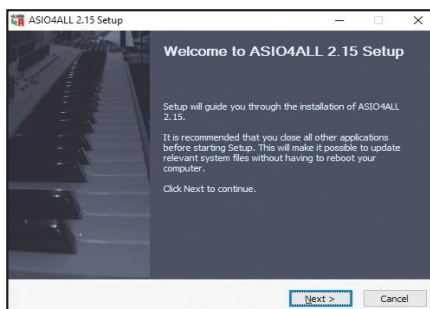 ASIO4ALL 2.15 Setup
Welcome to ASIO4ALL 2.15 Setup
Setup will guide you through the installation of ASIO4ALL
2.15.
It is recommended that you close all other applications
before starting Setup. This will make it possible to update
relevant system files without having to reboot your
computer.
Click Next to continue.
Next >
Cancel